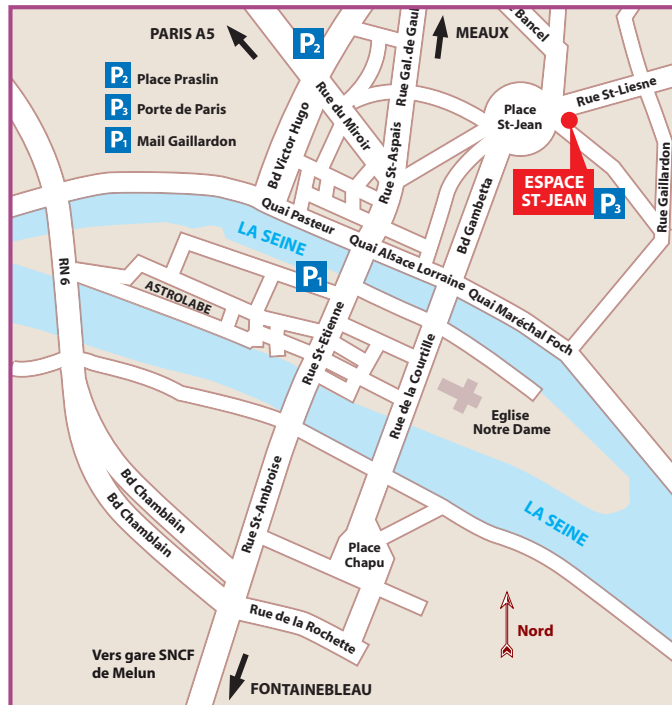 PARIS A5
MEAUX
P2
P2 Place Praslin
P3 Porte de Paris
P1 Mail Gaillardon
Bd Victor Hugo
Rue du Miroir
Rue St-Aspais
Rue Gal. de Gaul
Bancel
Place
St-Jean
Rue St-Liesne
ESPACE
ST-JEAN
P3
Rue Gaillardon
Bd Gambetta
Quai Pasteur
Quai Alsace Lorraine
Quai Maréchal Foch
LA SEINE
RN 6
P1
ASTROLABE
Rue St-Etienne
Rue de la Courtille
Eglise
Notre Dame
LA SEINE
Bd Chamblain
Bd Chamblain
Rue St-Ambroise
Place
Chapu
Rue de la Rochette
Nord
Vers gare SNCF
de Melun
FONTAINEBLEAU